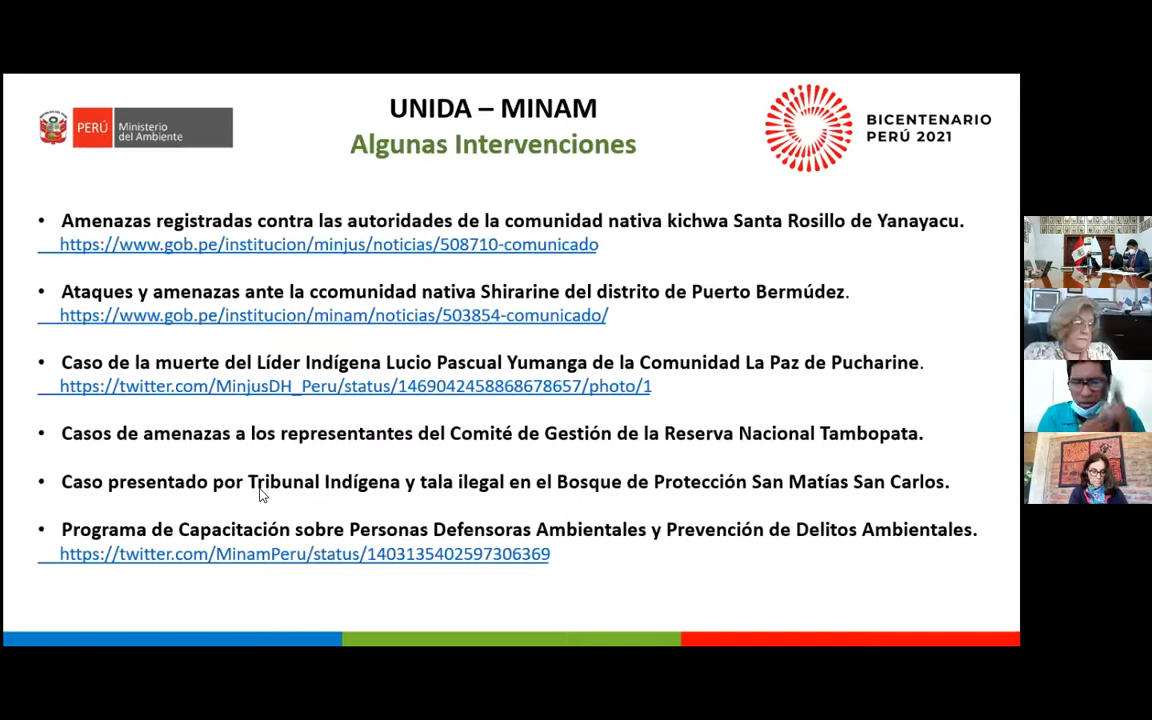 PERÚ
Ministerio
del Ambiente
UNIDA – MINAM
Algunas Intervenciones
BICENTENARIO
PERÚ 2021
• Amenazas registradas contra las autoridades de la comunidad nativa kichwa Santa Rosillo de Yanayacu.
https://www.gob.pe/institucion/minjus/noticias/508710-comunicado
• Ataques y amenazas ante la ccomunidad nativa Shirarine del distrito de Puerto Bermúdez.
https://www.gob.pe/institucion/minam/noticias/503854-comunicado/
• Caso de la muerte del Líder Indígena Lucio Pascual Yumanga de la Comunidad La Paz de Pucharine.
https://twitter.com/MinjusDH_Peru/status/1469042458868678657/photo/1
• Casos de amenazas a los representantes del Comité de Gestión de la Reserva Nacional Tambopata.
• Caso presentado por Tribunal Indígena y tala ilegal en el Bosque de Protección San Matías San Carlos.
• Programa de Capacitación sobre Personas Defensoras Ambientales y Prevención de Delitos Ambientales.
https://twitter.com/MinamPeru/status/1403135402597306369